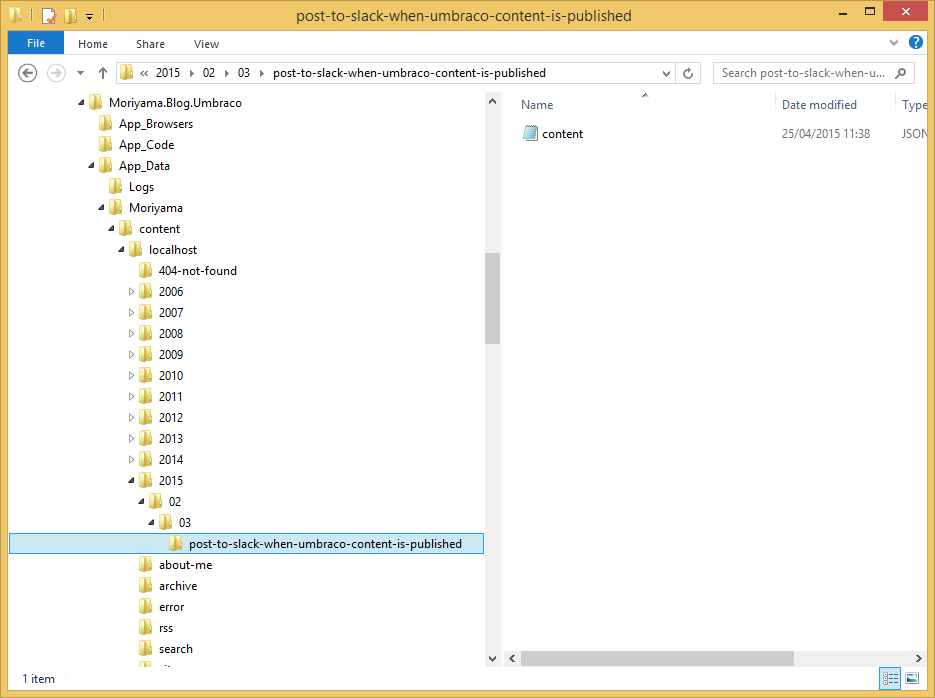 post-to-slack-when-umbraco-content-is-published
File Home Share View
« 2015 02 03 post-to-slack-when-umbraco-content-is-published Search post-to-slack-when-u...
Moriyama.Blog.Umbraco
App_Browsers
App_Code
App_Data
Logs
Moriyama
content
localhost
404-not-found
2006
2007
2008
2009
2010
2011
2012
2013
2014
2015
02
03
post-to-slack-when-umbraco-content-is-published
about-me
archive
error
rss
search
Name Date modified Type
content 25/04/2015 11:38 JSON
1 item